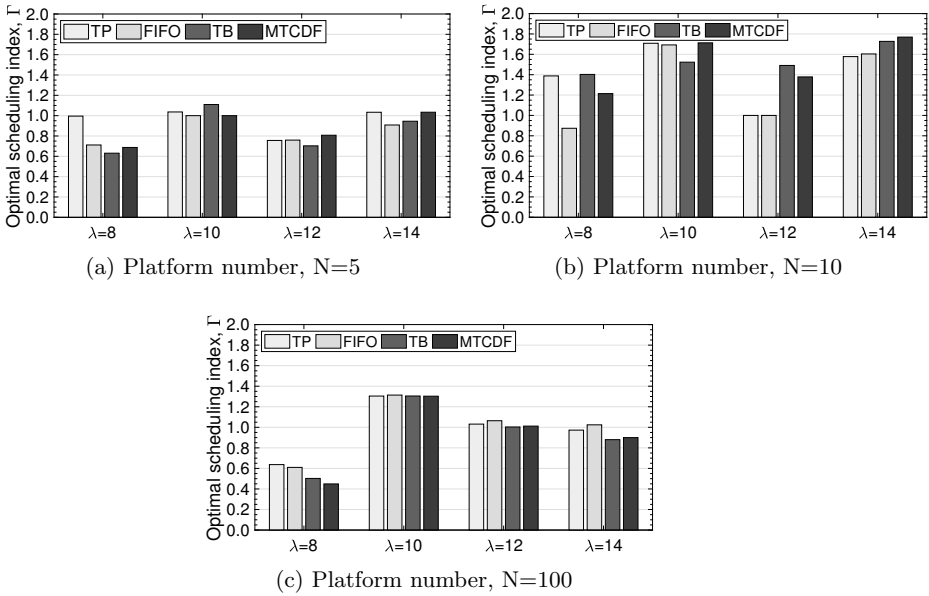 Optimal scheduling index, Γ
2.0
1.8
1.6
1.4
1.2
1.0
0.8
0.6
0.4
0.2
0.0
TP FIFO TB MTCDF
λ=8 λ=10 λ=12 λ=14
(a) Platform number, N=5
Optimal scheduling index, Γ
2.0
1.8
1.6
1.4
1.2
1.0
0.8
0.6
0.4
0.2
0.0
TP FIFO TB MTCDF
λ=8 λ=10 λ=12 λ=14
(b) Platform number, N=10
Optimal scheduling index, Γ
2.0
1.8
1.6
1.4
1.2
1.0
0.8
0.6
0.4
0.2
0.0
TP FIFO TB MTCDF
λ=8 λ=10 λ=12 λ=14
(c) Platform number, N=100